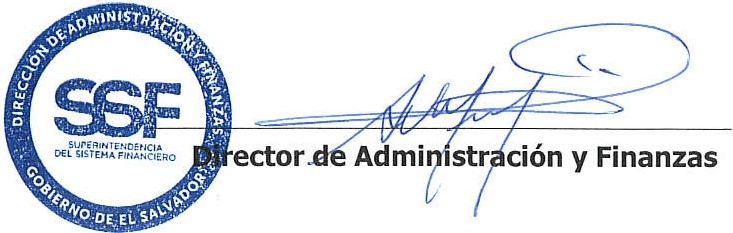 DIRECCIÓN DE ADMINISTRACIÓN Y FINANZAS
SSF
SUPERINTENDENCIA
DEL SISTEMA FINANCIERO
GOBIERNO DE EL SALVADOR
Director de Administración y Finanzas